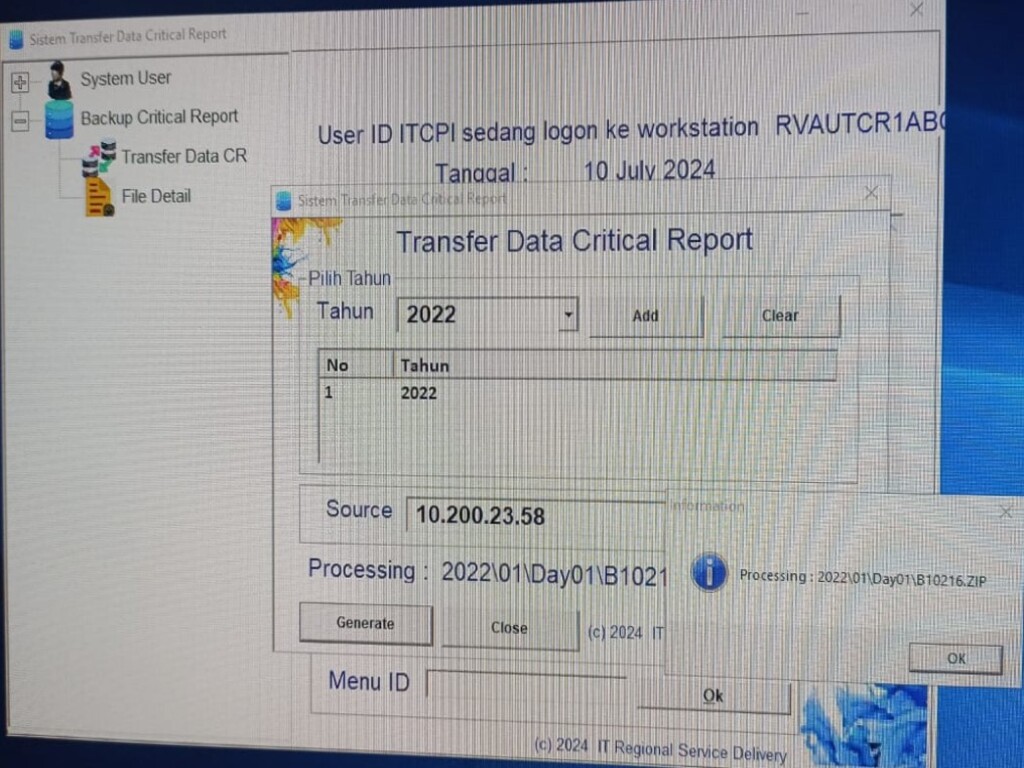 Sistem Transfer Data Critical Report
System User
Backup Critical Report
Transfer Data CR
File Detail
User ID ITCPI sedang logon ke workstation RVAUTCR1AB
Tanggal : 10 July 2024
Sistem Transfer Data Critical Report
Transfer Data Critical Report
Pilih Tahun
Tahun 2022 Add Clear
No Tahun
1 2022
Source 10.200.23.58
Processing : 2022\01\Day01\B1021
Generate Close (c) 2024 IT
Information
Processing : 2022\01\Day01\B10216.ZIP
OK
Menu ID Ok
(c) 2024 IT Regional Service Delivery